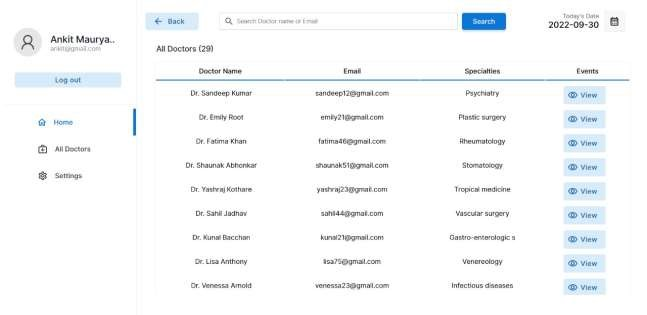 Ankit Maurya..
Log out
Home
All Doctors
Settings
Back
Search Doctor name or Email
Search
Today's Date
2022-09-30
All Doctors (29)
Doctor Name Email Specialties Events
Dr. Sandeep Kumar sandeep12@gmail.com Psychiatry View
Dr. Emily Root emily21@gmail.com Plastic surgery View
Dr. Fatima Khan fatima46@gmail.com Rheumatology View
Dr. Shaunak Abhonkar shaunak51@gmail.com Stomatology View
Dr. Yashraj Kothare yashraj23@gmail.com Tropical medicine View
Dr. Sahil Jadhav sahil44@gmail.com Vascular surgery View
Dr. Kunal Bacchan kunal21@gmail.com Gastro-enterologic s View
Dr. Lisa Anthony lisa75@gmail.com Venereology View
Dr. Venessa Arnold venessa23@gmail.com Infectious diseases View